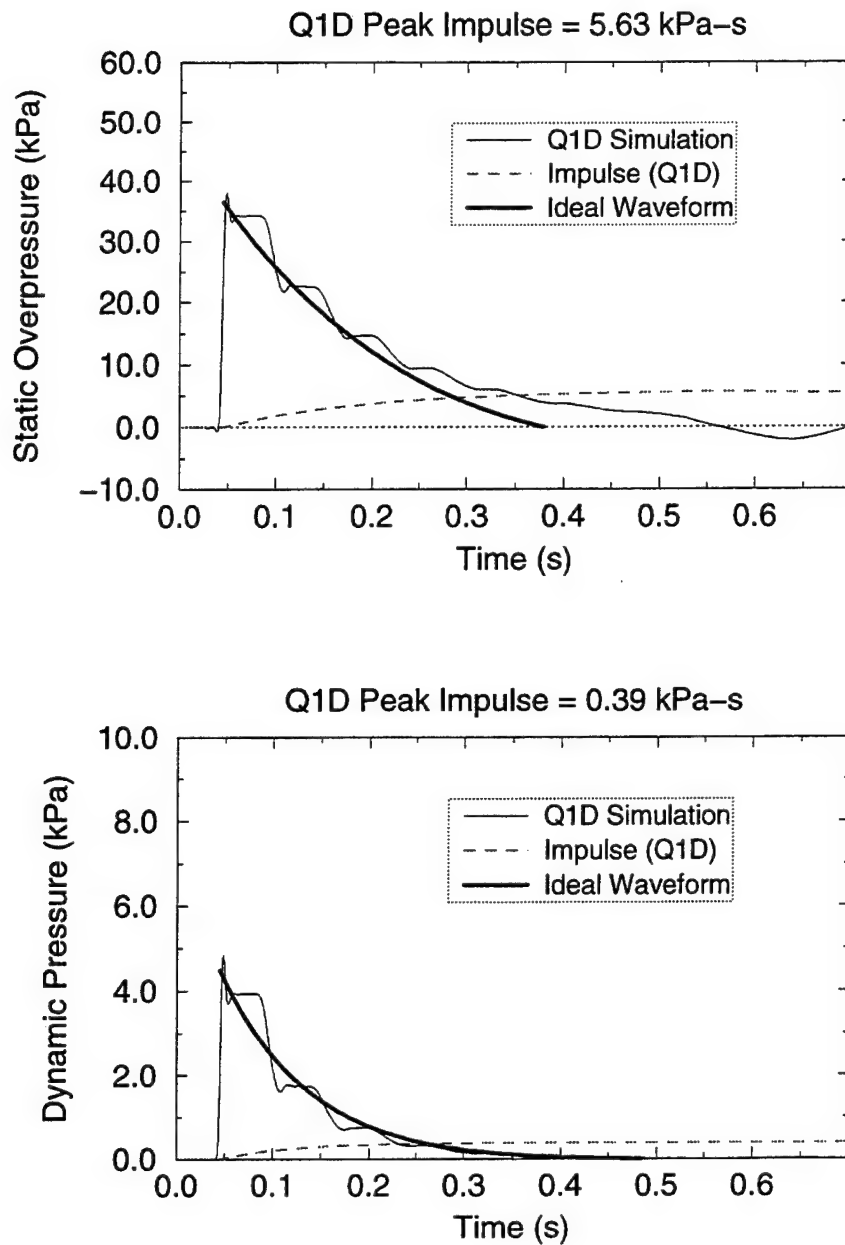 Q1D Peak Impulse = 5.63 kPa–s
60.0
50.0
40.0
30.0
20.0
10.0
0.0
–10.0
Static Overpressure (kPa)
Q1D Simulation
Impulse (Q1D)
Ideal Waveform
0.0 0.1 0.2 0.3 0.4 0.5 0.6
Time (s)
Q1D Peak Impulse = 0.39 kPa–s
10.0
8.0
6.0
4.0
2.0
0.0
Dynamic Pressure (kPa)
Q1D Simulation
Impulse (Q1D)
Ideal Waveform
0.0 0.1 0.2 0.3 0.4 0.5 0.6
Time (s)